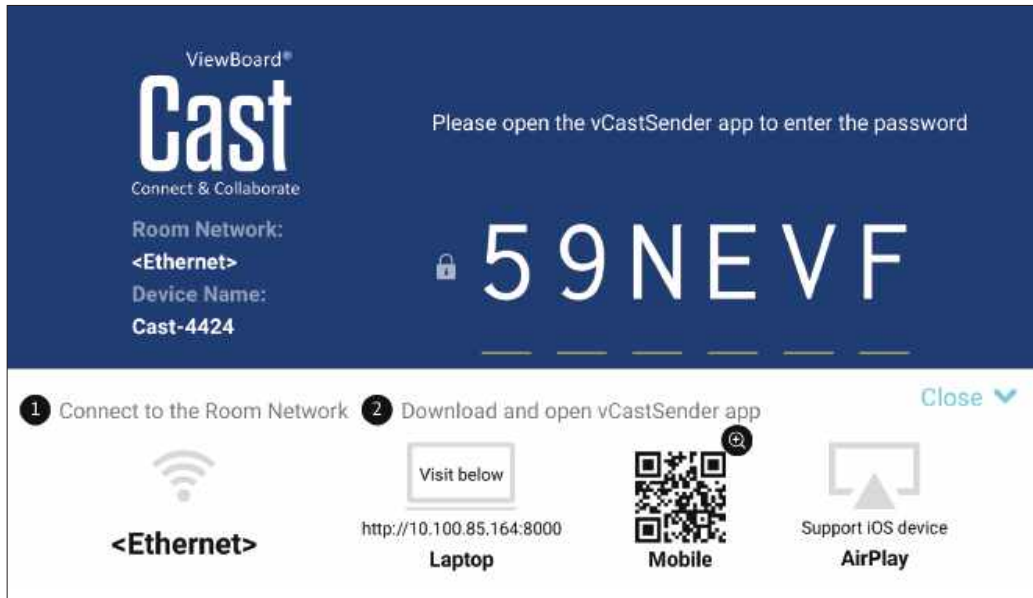 ViewBoard®
Cast
Connect & Collaborate
Room Network:
<Ethernet>
Device Name:
Cast-4424
Please open the vCastSender app to enter the password
59NEVF
Close
1 Connect to the Room Network
<Ethernet>
2 Download and open vCastSender app
Visit below
http://10.100.85.164:8000
Laptop
Mobile
Support iOS device
AirPlay